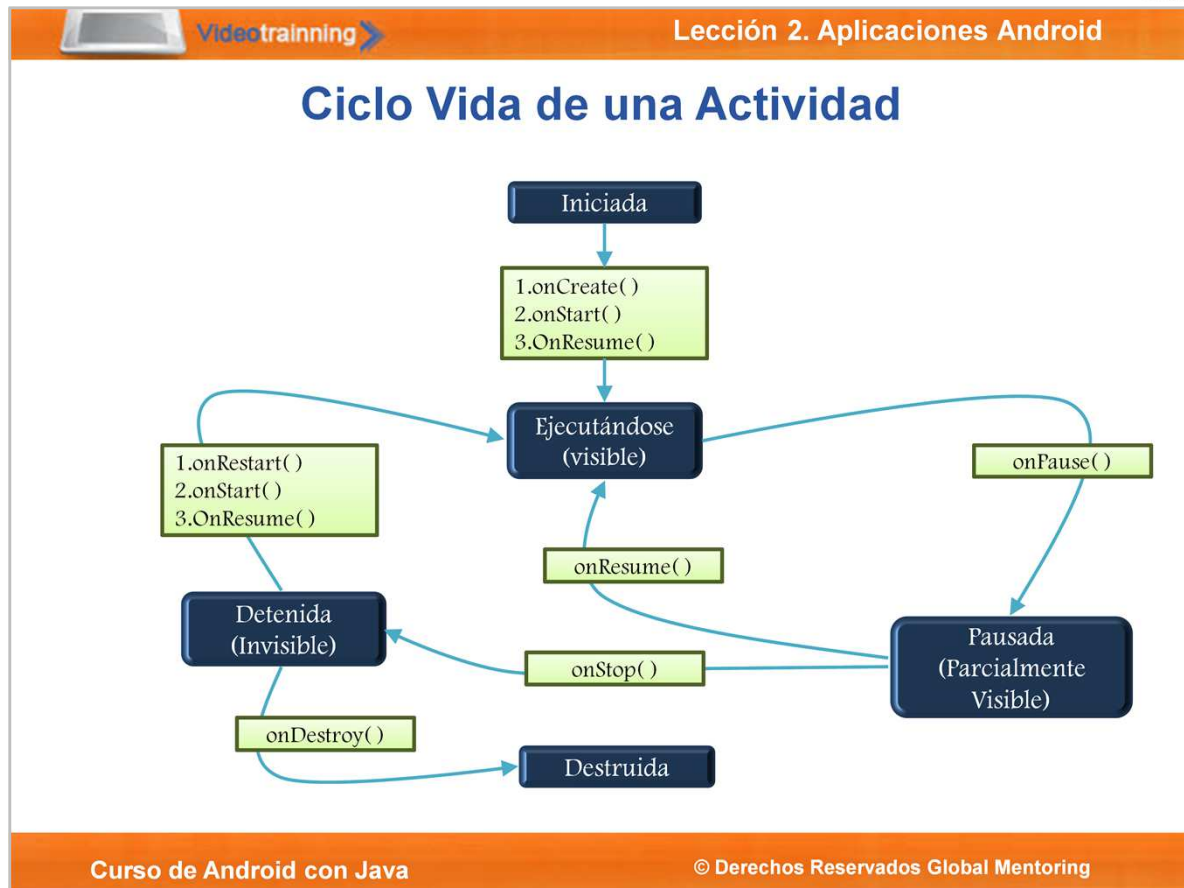 Videotrainning
Lección 2. Aplicaciones Android
Ciclo Vida de una Actividad
Iniciada
1.onCreate( )
2.onStart( )
3.OnResume( )
Ejecutándose
(visible)
onPause( )
1.onRestart( )
2.onStart( )
3.OnResume( )
onResume( )
Detenida
(Invisible)
Pausada
(Parcialmente
Visible)
onStop( )
onDestroy( )
Destruida
Curso de Android con Java
© Derechos Reservados Global Mentoring